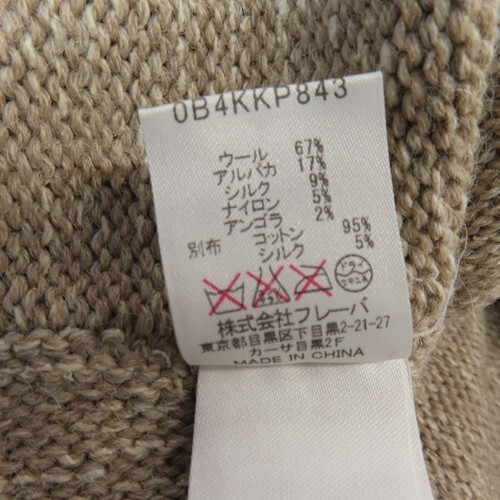 0B4KKP843
ウール 67%
アルパカ 17%
シルク 9%
ナイロン 5%
アンゴラ 2%
別布 コットン 95%
シルク 5%
ドライ
株式会社フレーバ
東京都目黒区下目黒2-21-27
カーサ目黒2F
MADE IN CHINA